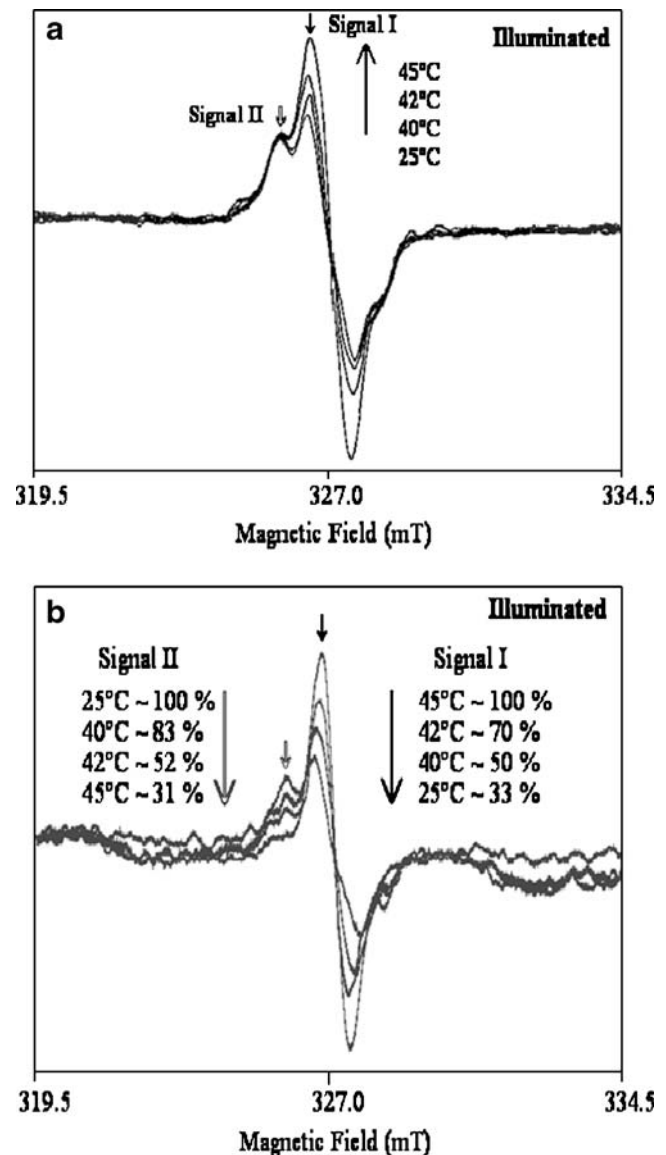 a
Signal I
Illuminated
45°C
42°C
40°C
25°C
Signal II
319.5 327.0 334.5
Magnetic Field (mT)
b
Illuminated
Signal II
25°C ~ 100 %
40°C ~ 83 %
42°C ~ 52 %
45°C ~ 31 %
Signal I
45°C ~ 100 %
42°C ~ 70 %
40°C ~ 50 %
25°C ~ 33 %
319.5 327.0 334.5
Magnetic Field (mT)